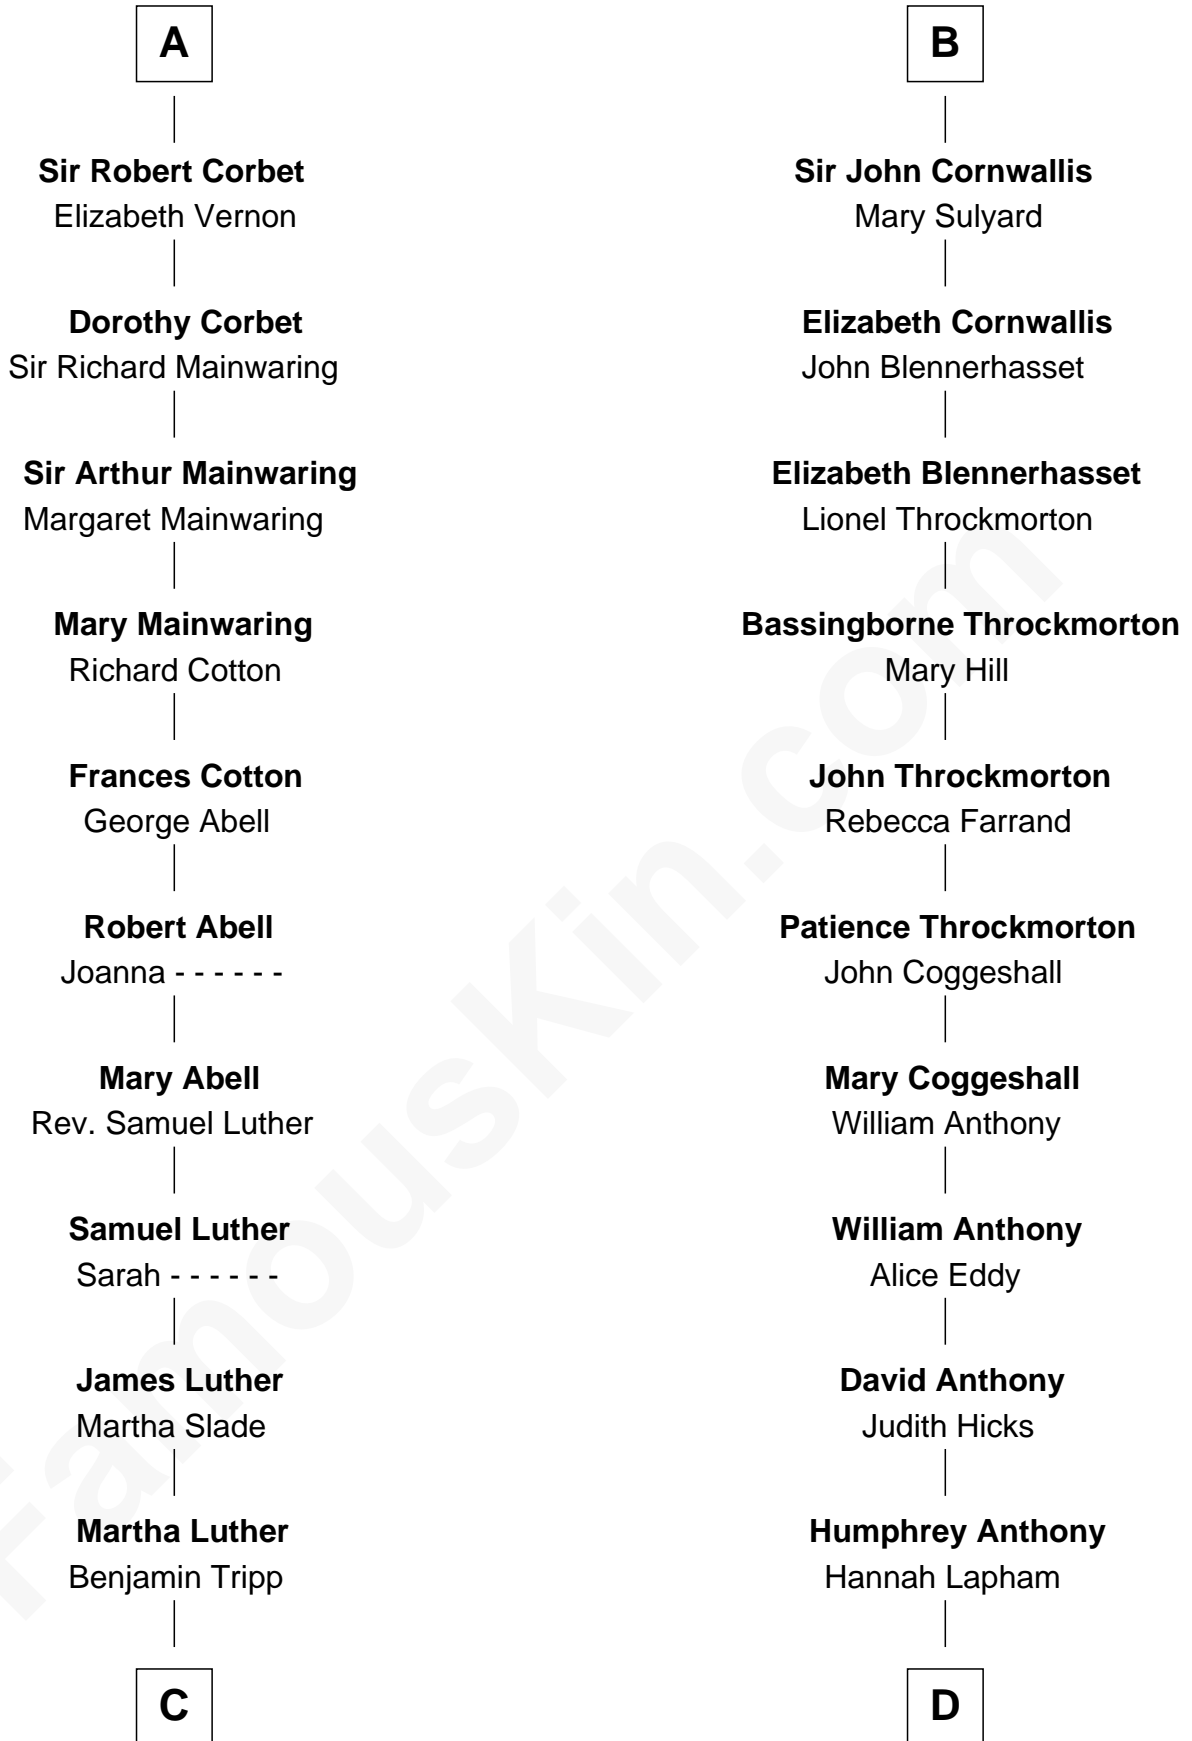 A
Sir Robert Corbet
Elizabeth Vernon
Dorothy Corbet
Sir Richard Mainwaring
Sir Arthur Mainwaring
Margaret Mainwaring
Mary Mainwaring
Richard Cotton
Frances Cotton
George Abell
Robert Abell
Joanna - - - - - -
Mary Abell
Rev. Samuel Luther
Samuel Luther
Sarah - - - - - -
James Luther
Martha Slade
Martha Luther
Benjamin Tripp
C
B
Sir John Cornwallis
Mary Sulyard
Elizabeth Cornwallis
John Blennerhasset
Elizabeth Blennerhasset
Lionel Throckmorton
Bassingborne Throckmorton
Mary Hill
John Throckmorton
Rebecca Farrand
Patience Throckmorton
John Coggeshall
Mary Coggeshall
William Anthony
William Anthony
Alice Eddy
David Anthony
Judith Hicks
Humphrey Anthony
Hannah Lapham
D
FamousKin.com